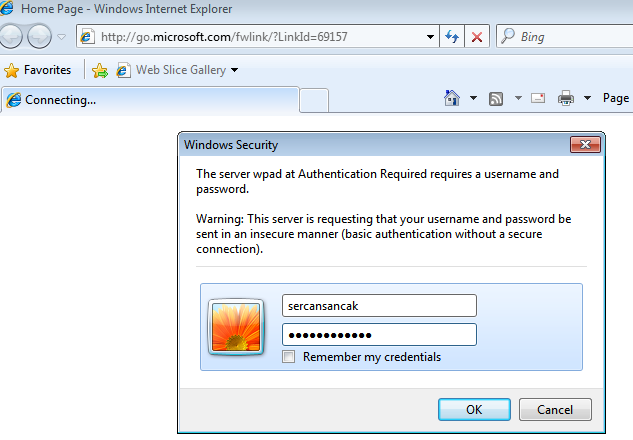 Home Page - Windows Internet Explorer
http://go.microsoft.com/fwlink/?LinkId=69157
Bing
Favorites
Web Slice Gallery
Connecting...
Page
Windows Security
The server wpad at Authentication Required requires a username and
password.
Warning: This server is requesting that your username and password be
sent in an insecure manner (basic authentication without a secure
connection).
sercansancak
●●●●●●●●●●●●
Remember my credentials
OK
Cancel